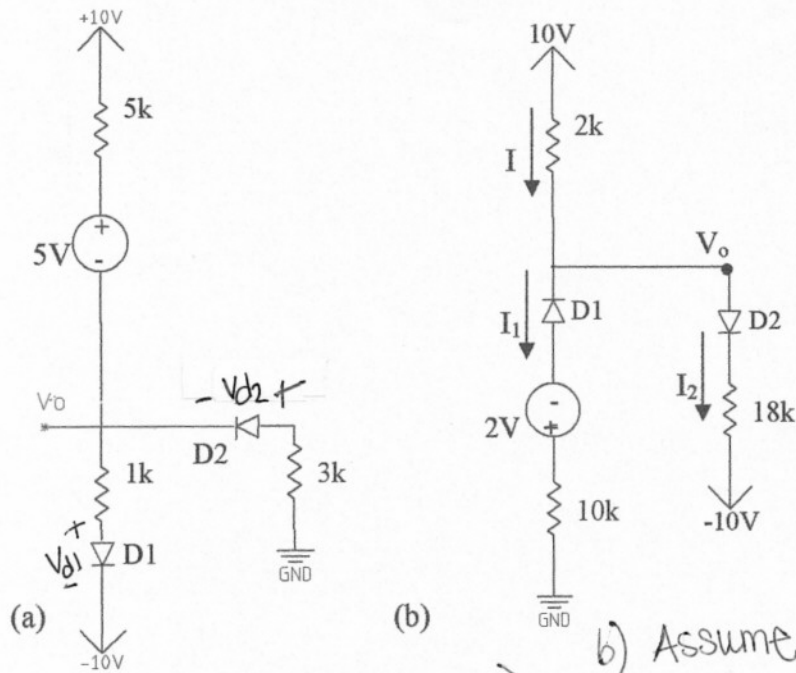 +10V
5k
+
5V
-
Vo
- Vd2 +
D2
3k
1k
+
Vd1
-
D1
GND
(a)
-10V
10V
2k
I
Vo
D1
I1
D2
-
2V
+
I2
18k
10k
-10V
(b)
GND
b) Assume